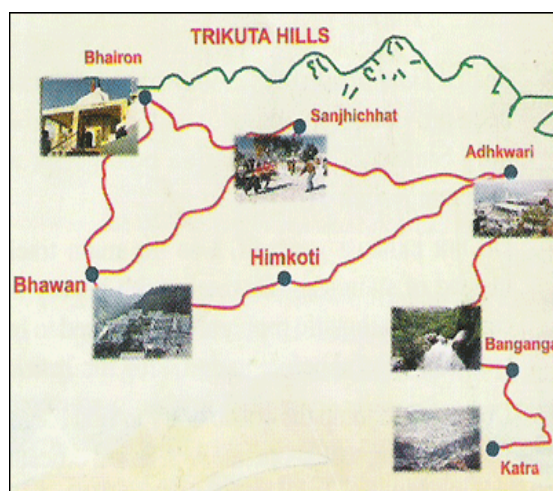 TRIKUTA HILLS
Bhairon
Sanjhichhat
Adhkwari
Himkoti
Bhawan
Banganga
Katra